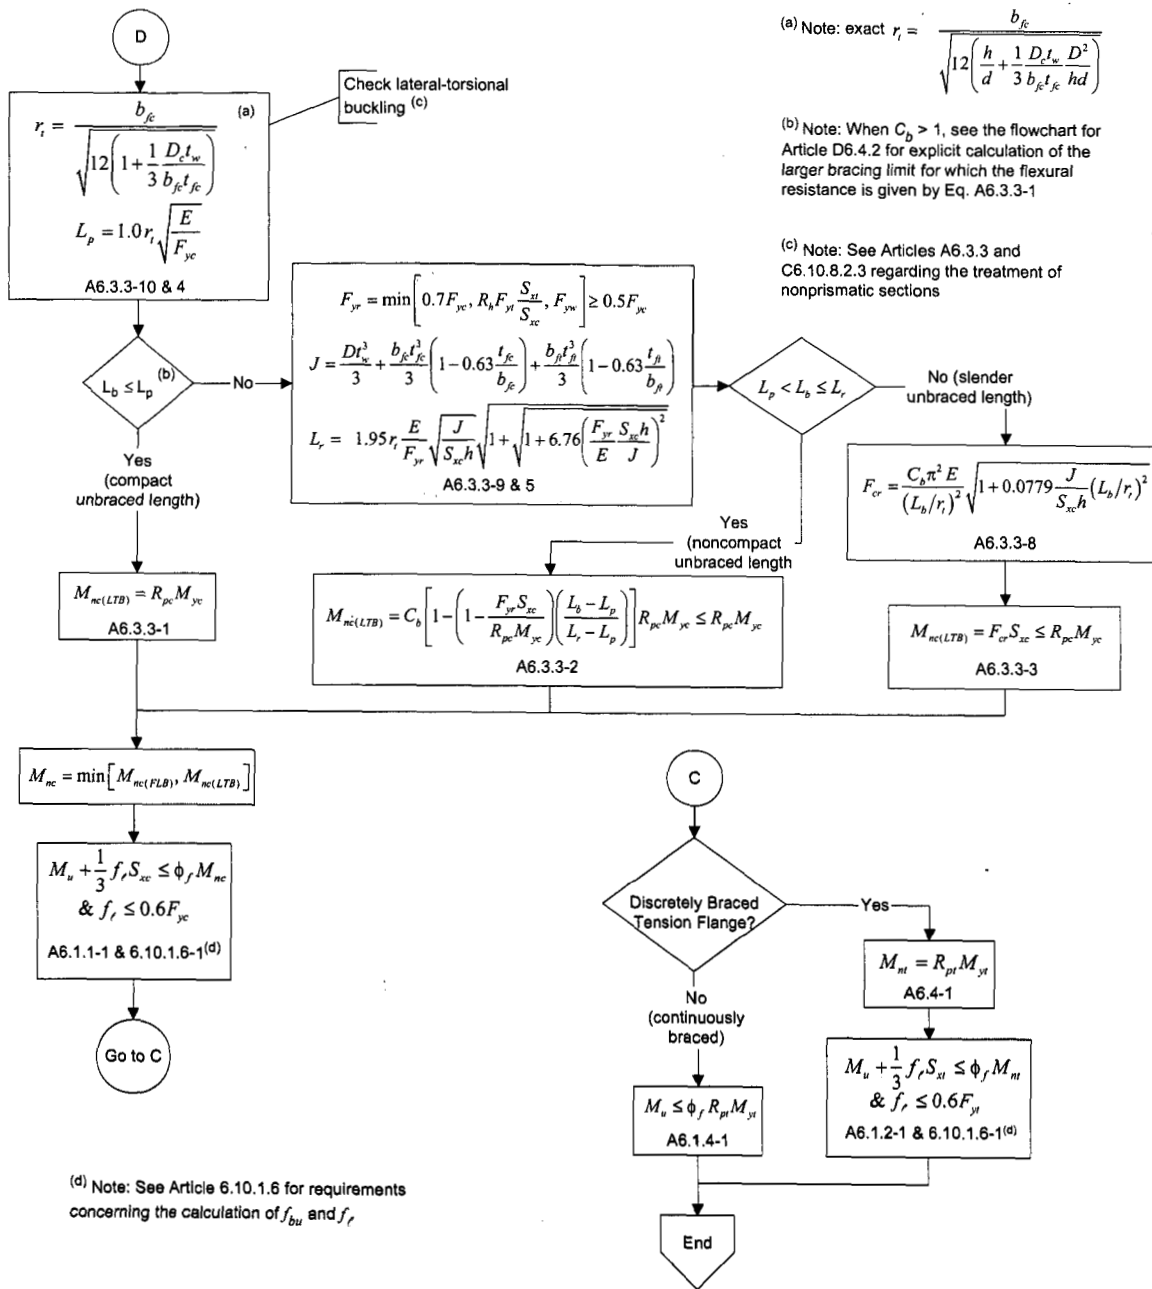 D
r_t = b_fc / √(12(1 + 1/3 D_c t_w / b_fc t_fc)) (a)
L_p = 1.0 r_t √(E / F_yc)
A6.3.3-10 & 4
Check lateral-torsional
buckling (c)
(a) Note: exact r_t = b_fc / √(12(h/d + 1/3 D_c t_w / b_fc t_fc D²/hd))
(b) Note: When C_b > 1, see the flowchart for
Article D6.4.2 for explicit calculation of the
larger bracing limit for which the flexural
resistance is given by Eq. A6.3.3-1
(c) Note: See Articles A6.3.3 and
C6.10.8.2.3 regarding the treatment of
nonprismatic sections
L_b ≤ L_p (b)
No
F_yr = min[0.7F_yc, R_h F_yt S_xt/S_xc, F_yw] ≥ 0.5F_yc
J = Dt_w³/3 + b_fc t_fc³/3 (1 − 0.63 t_fc/b_fc) + b_ft t_ft³/3 (1 − 0.63 t_ft/b_ft)
L_r = 1.95 r_t E/F_yr √(J/S_xc h) √(1 + √(1 + 6.76(F_yr/E S_xc h/J)²))
A6.3.3-9 & 5
L_p < L_b ≤ L_r
No (slender
unbraced length)
Yes
(compact
unbraced length)
Yes
(noncompact
unbraced length
F_cr = C_b π² E / (L_b/r_t)² √(1 + 0.0779 J/S_xc h (L_b/r_t)²)
A6.3.3-8
M_nc(LTB) = R_pc M_yc
A6.3.3-1
M_nc(LTB) = C_b [1 − (1 − F_yr S_xc / R_pc M_yc)(L_b − L_p / L_r − L_p)] R_pc M_yc ≤ R_pc M_yc
A6.3.3-2
M_nc(LTB) = F_cr S_xc ≤ R_pc M_yc
A6.3.3-3
M_nc = min[M_nc(FLB), M_nc(LTB)]
M_u + 1/3 f_ℓ S_xc ≤ ϕ_f M_nc
& f_ℓ ≤ 0.6F_yc
A6.1.1-1 & 6.10.1.6-1(d)
Go to C
C
Discretely Braced
Tension Flange?
Yes
No
(continuously
braced)
M_nt = R_pt M_yt
A6.4-1
M_u ≤ ϕ_f R_pt M_yt
A6.1.4-1
M_u + 1/3 f_ℓ S_xt ≤ ϕ_f M_nt
& f_ℓ ≤ 0.6F_yt
A6.1.2-1 & 6.10.1.6-1(d)
End
(d) Note: See Article 6.10.1.6 for requirements
concerning the calculation of f_bu and f_ℓ